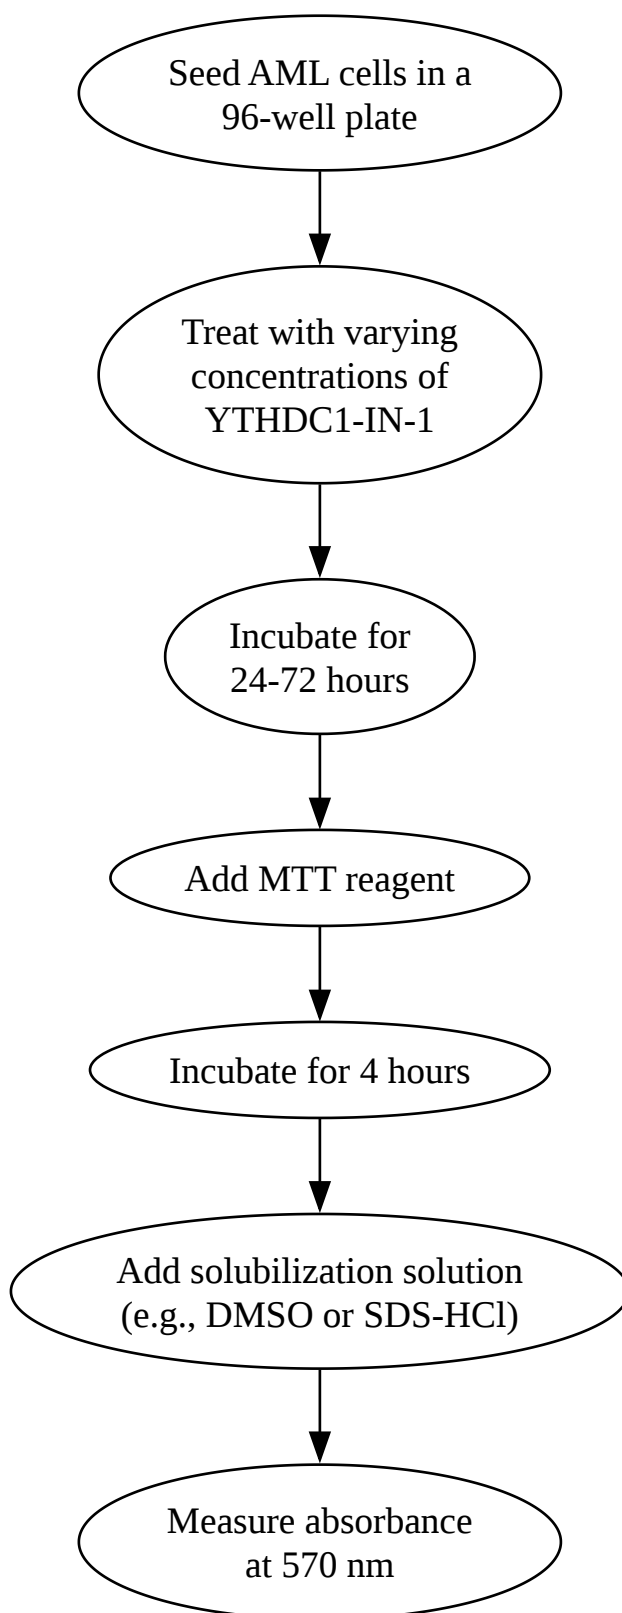 Seed AML cells in a
96-well plate
Treat with varying
concentrations of
YTHDC1-IN-1
Incubate for
24-72 hours
Add MTT reagent
Incubate for 4 hours
Add solubilization solution
(e.g., DMSO or SDS-HCl)
Measure absorbance
at 570 nm